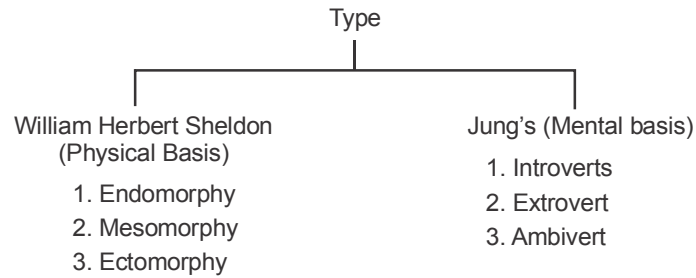 Type
William Herbert Sheldon
(Physical Basis)
1. Endomorphy
2. Mesomorphy
3. Ectomorphy
Jung's (Mental basis)
1. Introverts
2. Extrovert
3. Ambivert